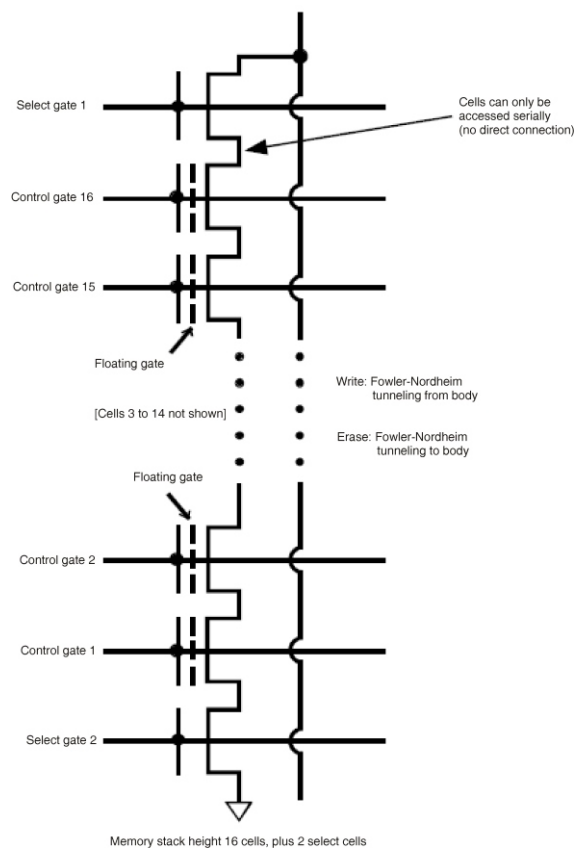 Select gate 1
Cells can only be
accessed serially
(no direct connection)
Control gate 16
Control gate 15
Floating gate
Write: Fowler-Nordheim
tunneling from body
[Cells 3 to 14 not shown]
Erase: Fowler-Nordheim
tunneling to body
Floating gate
Control gate 2
Control gate 1
Select gate 2
Memory stack height 16 cells, plus 2 select cells